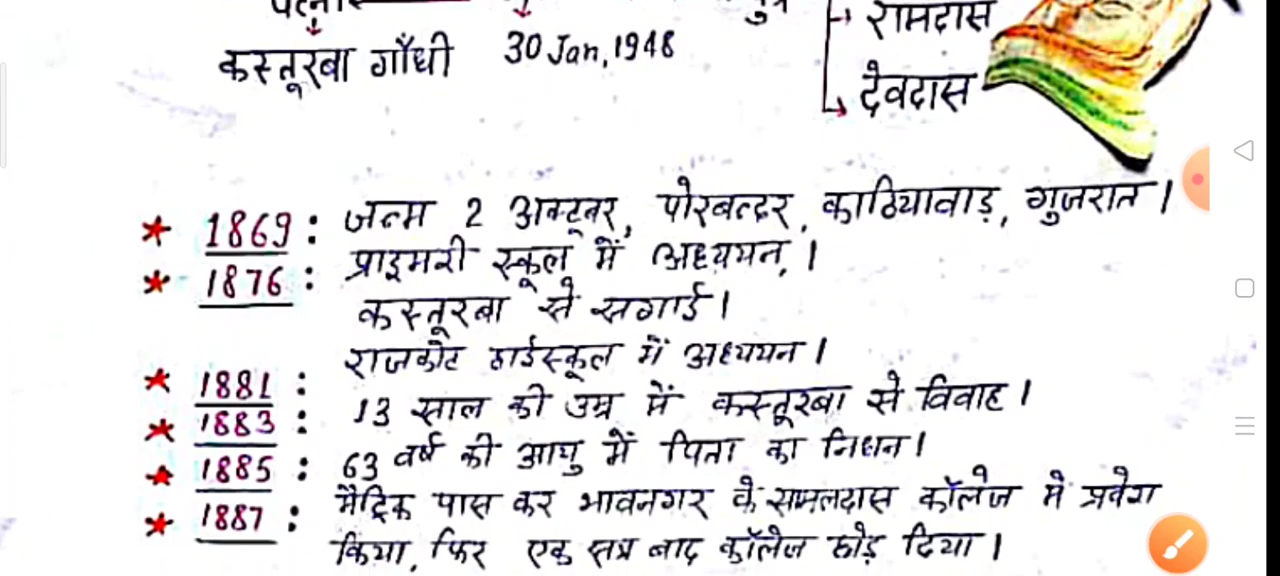 कस्तूरबा गाँधी 30 Jan, 1948
रामदास
देवदास
1869 : जन्म 2 अक्टूबर, पोरबन्दर, काठियावाड़, गुजरात।
1876 : प्राइमरी स्कूल में अध्ययन, ।
कस्तूरबा से सगाई।
1881 : राजकोट हाईस्कूल में अध्ययन।
1883 : 13 साल की उम्र में कस्तूरबा से विवाह।
1885 : 63 वर्ष की आयु में पिता का निधन।
1887 : मैट्रिक पास कर भावनगर के समलदास कॉलेज में प्रवेश
किया, फिर एक सत्र बाद कॉलेज छोड़ दिया।